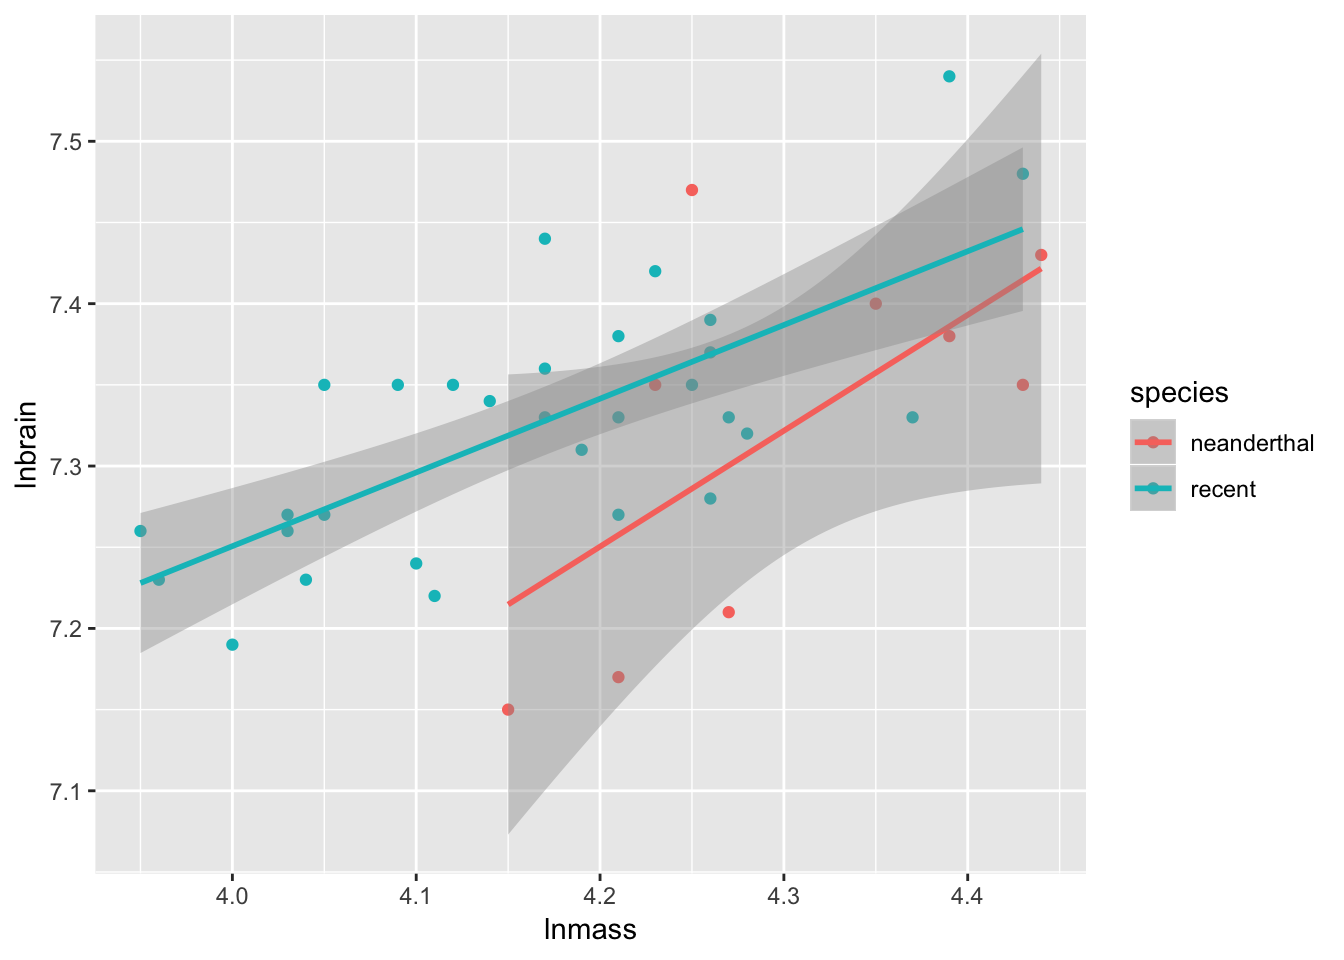 7.5
7.4
7.3
7.2
7.1
lnbrain
4.0 4.1 4.2 4.3 4.4
lnmass
species
neanderthal
recent